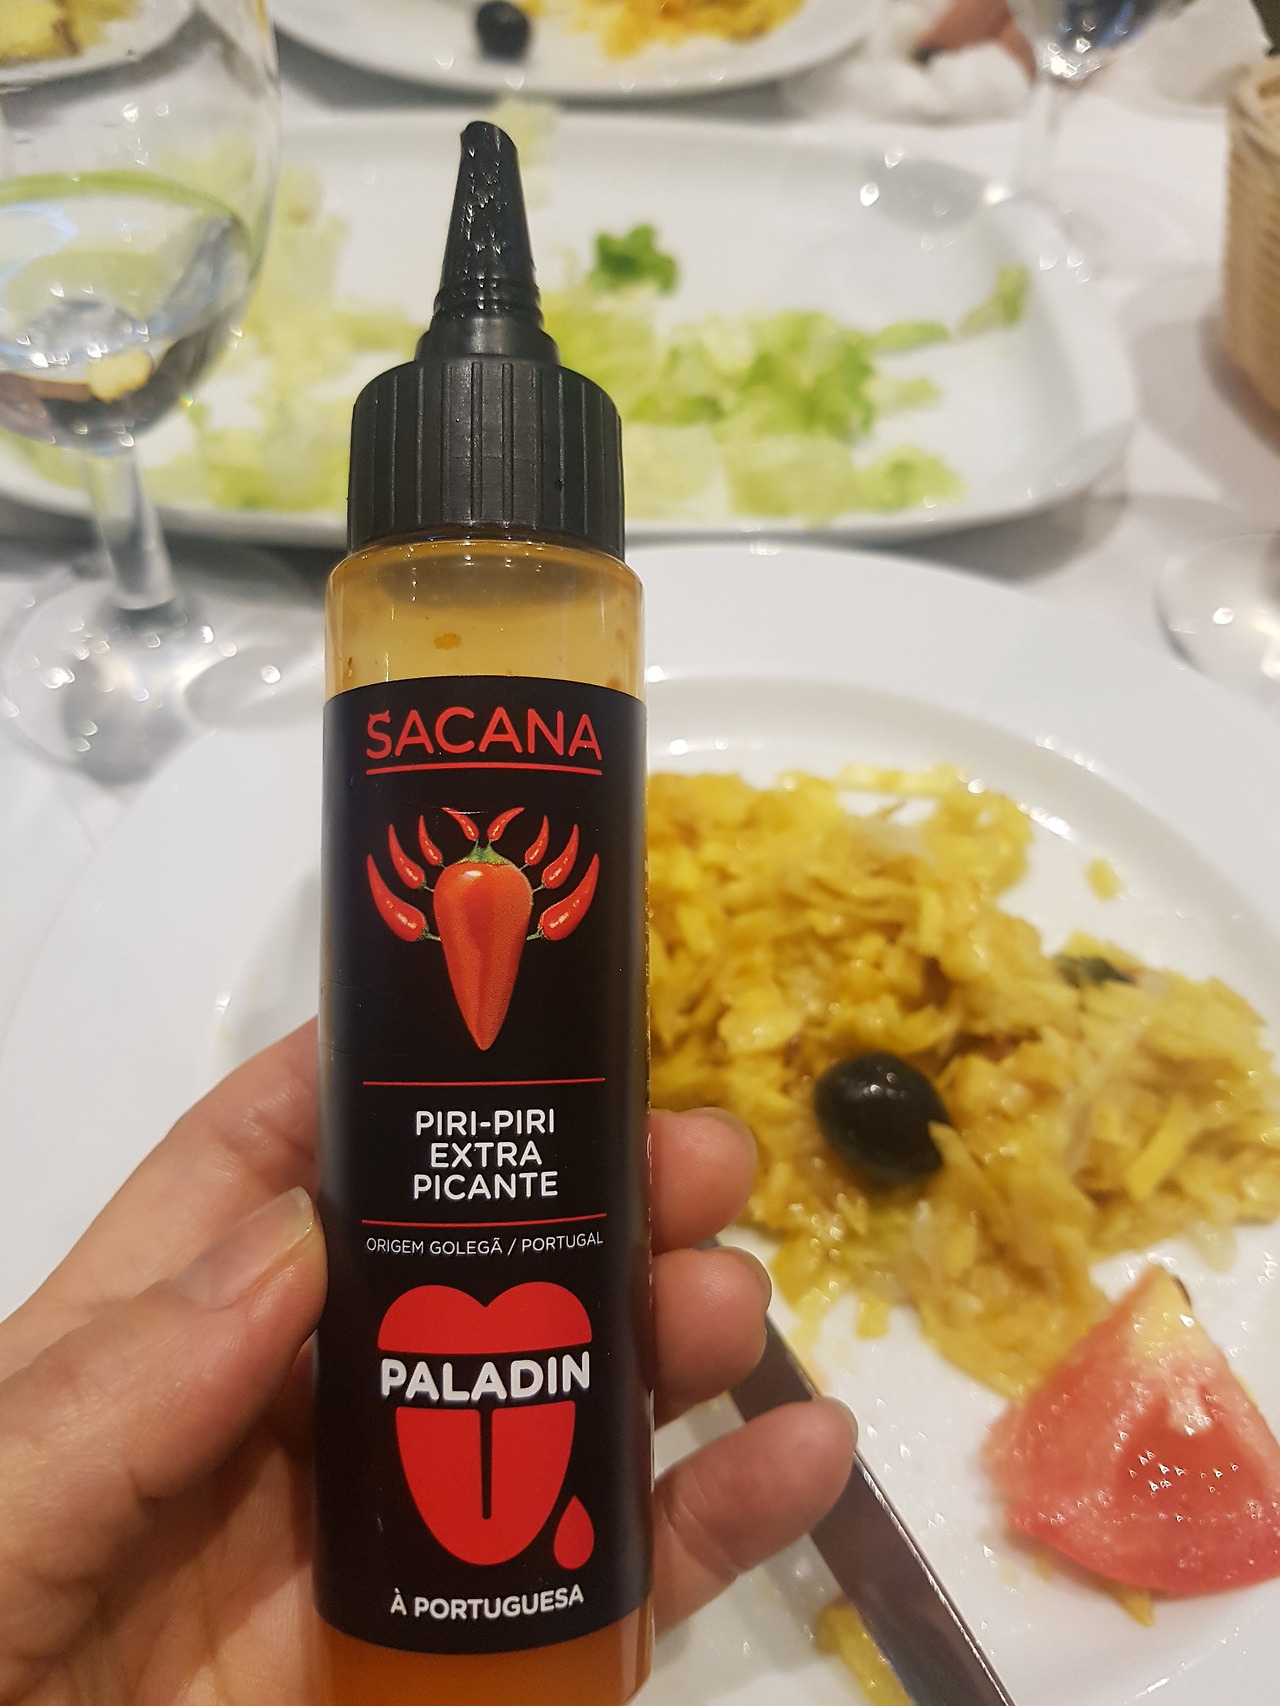 SACANA
PIRI-PIRI
EXTRA
PICANTE
ORIGEM GOLEGÃ / PORTUGAL
PALADIN
À PORTUGUESA